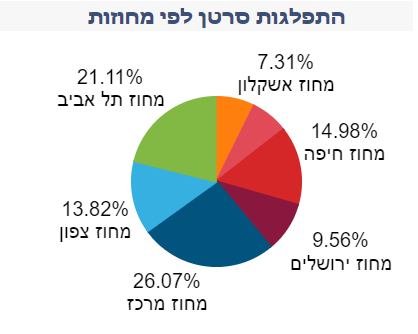 התפלגות סרטן לפי מחוזות
7.31%
מחוז אשקלון
14.98%
מחוז חיפה
9.56%
מחוז ירושלים
26.07%
מחוז מרכז
13.82%
מחוז צפון
21.11%
מחוז תל אביב